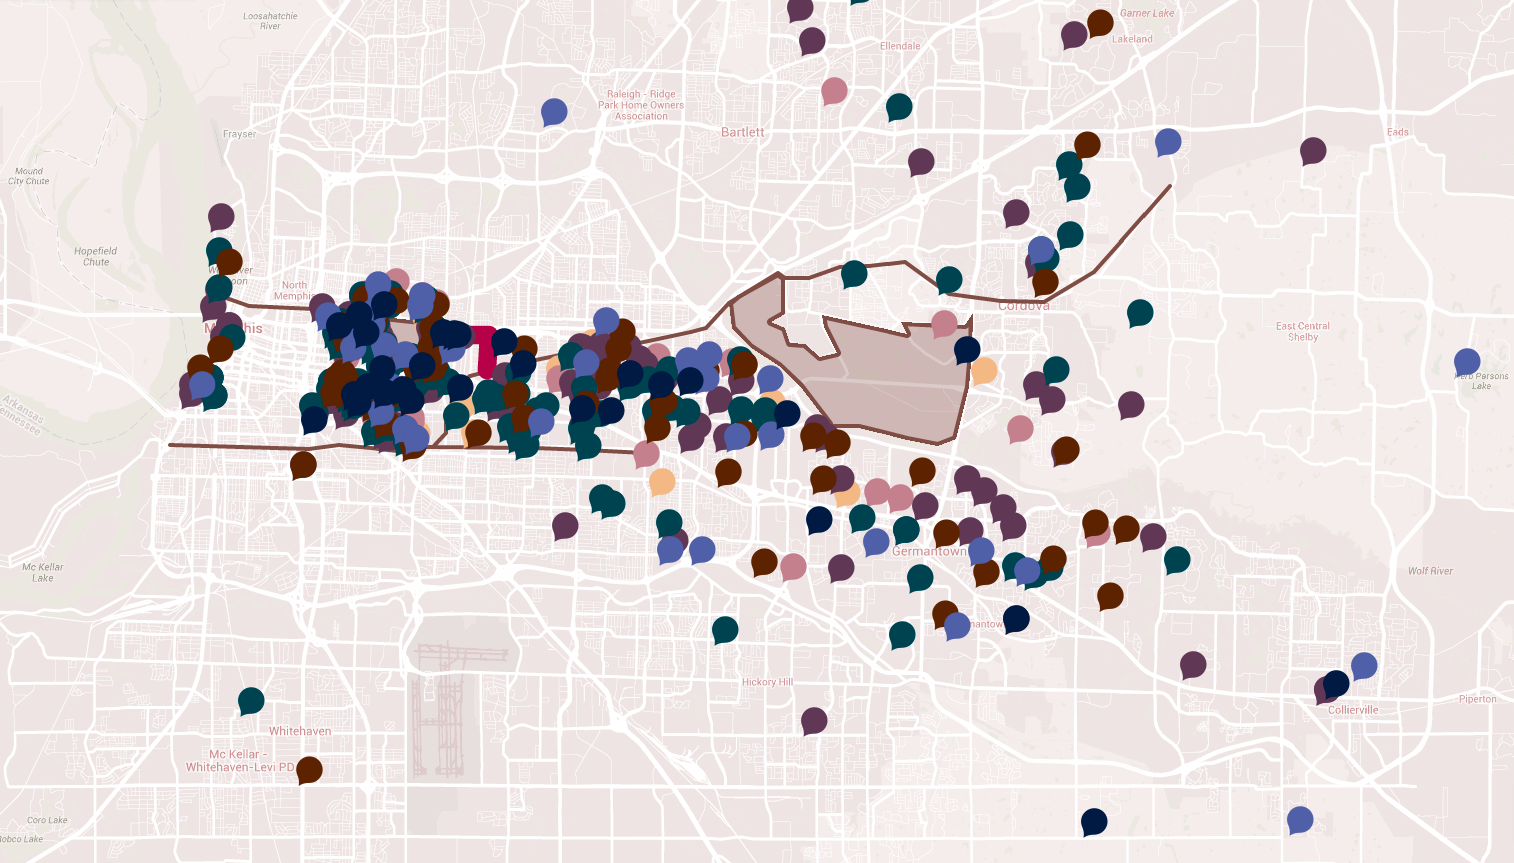 Loosahatchie
River
Garner Lake
Lakeland
Ellendale
Raleigh - Ridge
Park Home Owners
Association
Bartlett
Frayser
Eads
Mound
City Chute
Hopefield
Chute
North
Memphis
Cordova
East Central
Shelby
Arkansas
Tennessee
Lake
Germantown
Mc Kellar
Lake
Wolf River
Hickory Hill
Piperton
Collierville
Whitehaven
Mc Kellar -
Whitehaven-Levi PD
Coro Lake